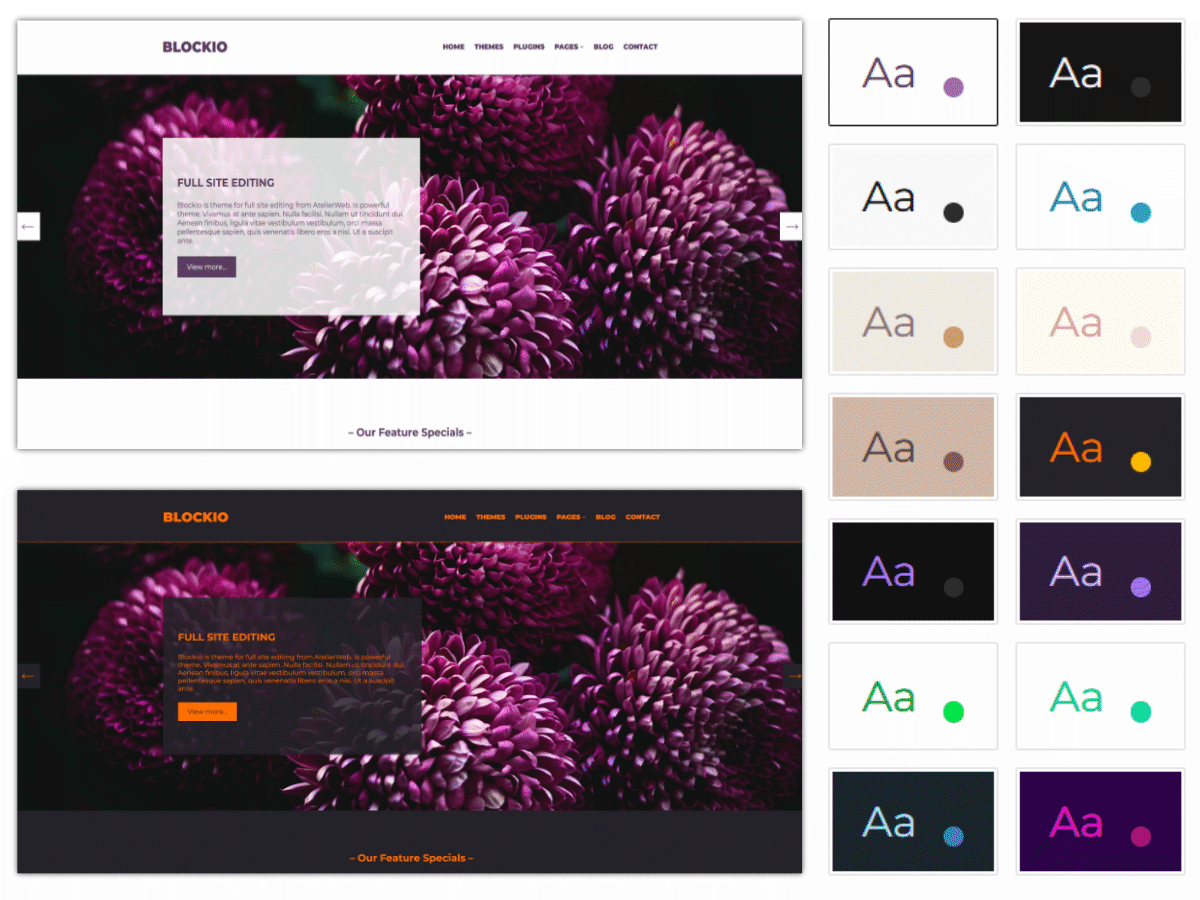 BLOCKIO
HOME THEMES PLUGINS PAGES BLOG CONTACT
FULL SITE EDITING
Blockio is theme for full site editing from AtelierWeb. Is powerful
theme. Vivamus at ante sapien. Nulla facilisi. Nullam ut tincidunt dui.
Aenean finibus, ligula vitae vestibulum vestibulum, orci massa
pellentesque sapien, quis venenatis libero eros a nisl. Ut a suscipit
ante.
View more..
– Our Feature Specials –
BLOCKIO
HOME THEMES PLUGINS PAGES BLOG CONTACT
FULL SITE EDITING
Blockio is theme for full site editing from AtelierWeb. Is powerful
theme. Vivamus at ante sapien. Nulla facilisi. Nullam ut tincidunt dui.
Aenean finibus, ligula vitae vestibulum vestibulum, orci massa
pellentesque sapien, quis venenatis libero eros a nisl. Ut a suscipit
ante.
View more..
– Our Feature Specials –
Aa Aa
Aa Aa
Aa Aa
Aa Aa
Aa Aa
Aa Aa
Aa Aa